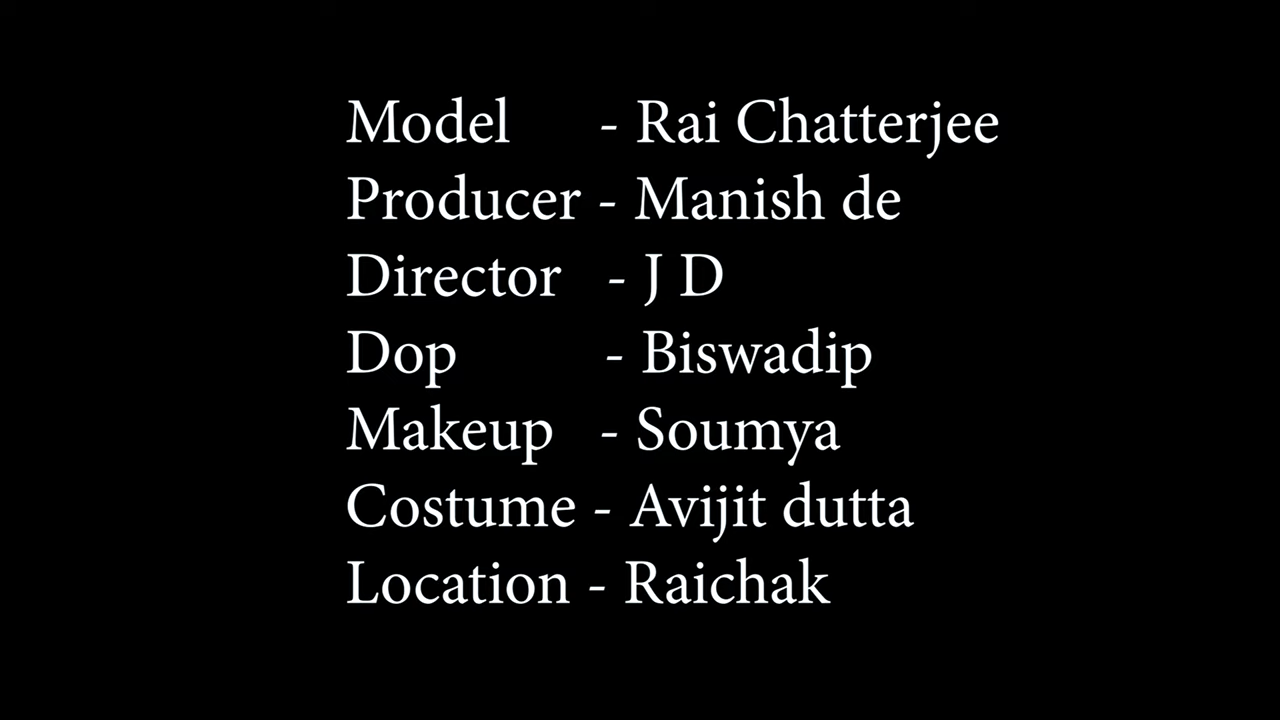 Model - Rai Chatterjee
Producer - Manish de
Director - J D
Dop - Biswadip
Makeup - Soumya
Costume - Avijit dutta
Location - Raichak